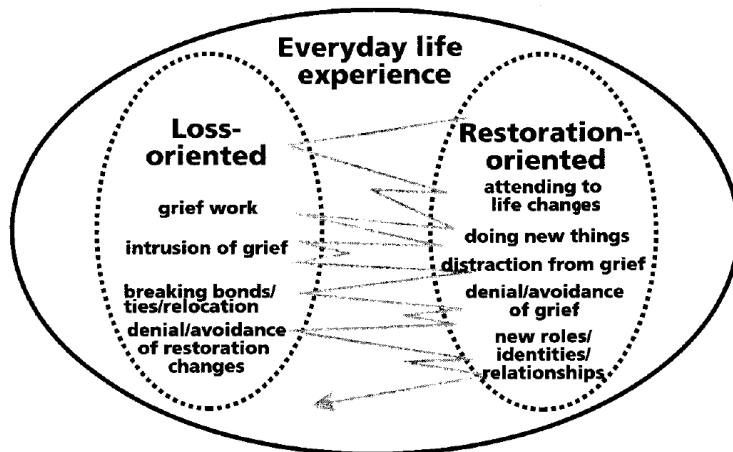 Everyday life
experience
Loss-
oriented
grief work
intrusion of grief
breaking bonds/
ties/relocation
denial/avoidance
of restoration
changes
Restoration-
oriented
attending to
life changes
doing new things
distraction from grief
denial/avoidance
of grief
new roles/
identities/
relationships